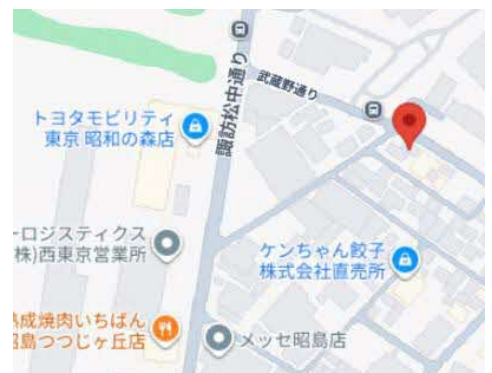 武蔵野通り
諏訪松中通り
トヨタモビリティ
東京 昭和の森店
ーロジスティクス
株)西東京営業所
ケンちゃん餃子
株式会社直売所
熟成焼肉いちばん
昭島つつじヶ丘店
メッセ昭島店